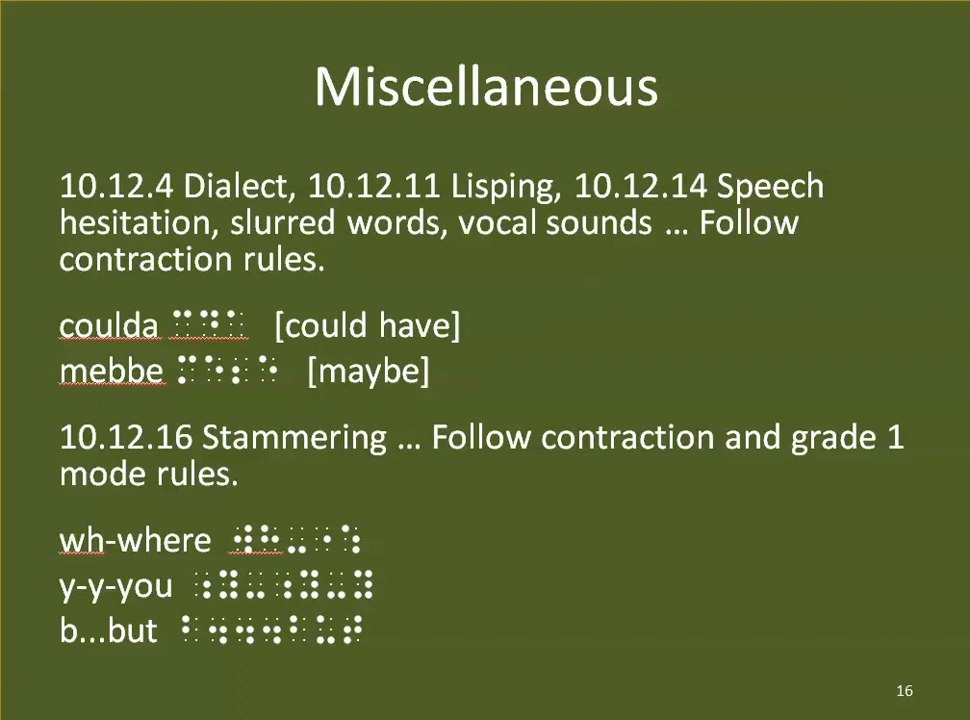 Miscellaneous
10.12.4 Dialect, 10.12.11 Lisping, 10.12.14 Speech
hesitation, slurred words, vocal sounds … Follow
contraction rules.
coulda ⠉⠙⠁ [could have]
mebbe ⠍⠑⠆⠑ [maybe]
10.12.16 Stammering … Follow contraction and grade 1
mode rules.
wh-where ⠺⠓⠤⠐⠱
y-y-you ⠰⠽⠤⠰⠽⠤⠽
b...but ⠃⠲⠲⠲⠃⠥⠞
16